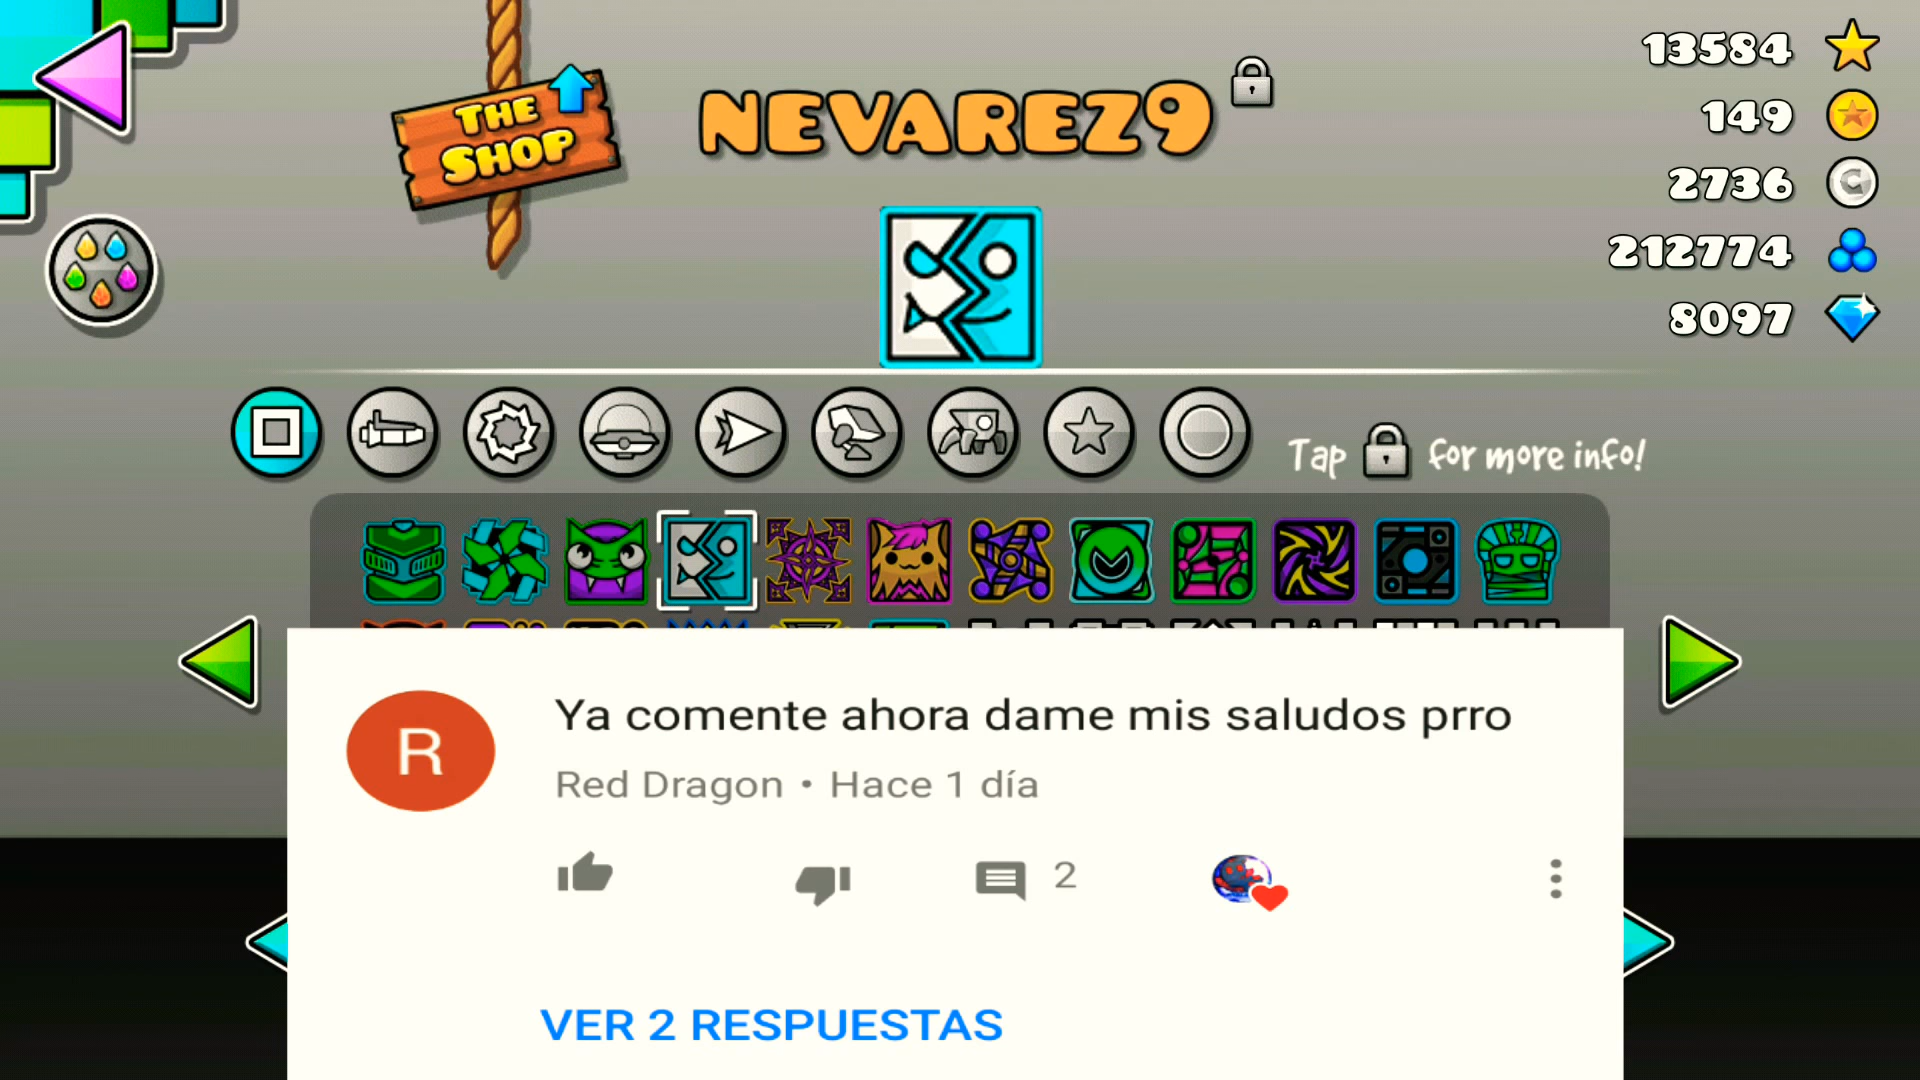 THE
SHOP
NEVAREZ9
13584
149
2736
212774
8097
Tap for more info!
R
Ya comente ahora dame mis saludos prro
Red Dragon • Hace 1 día
2
VER 2 RESPUESTAS